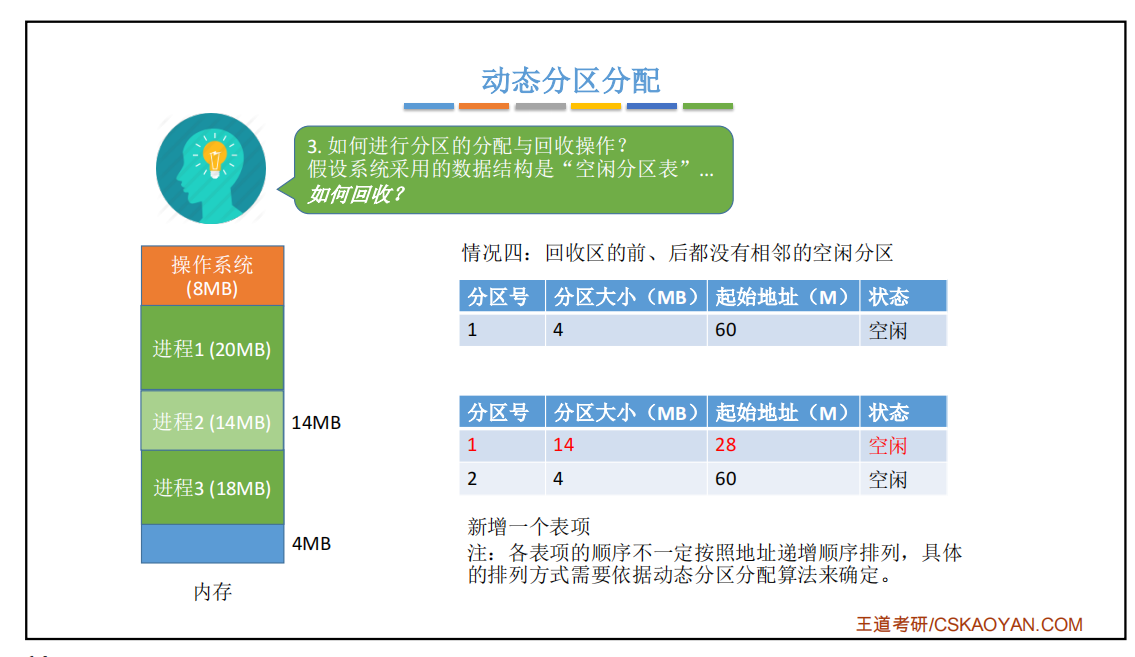 动态分区分配
3. 如何进行分区的分配与回收操作？
假设系统采用的数据结构是“空闲分区表”...
如何回收？
操作系统
(8MB)
进程1 (20MB)
进程2 (14MB)
14MB
进程3 (18MB)
4MB
内存
情况四：回收区的前、后都没有相邻的空闲分区
分区号 分区大小（MB） 起始地址（M） 状态
1 4 60 空闲
分区号 分区大小（MB） 起始地址（M） 状态
1 14 28 空闲
2 4 60 空闲
新增一个表项
注：各表项的顺序不一定按照地址递增顺序排列，具体
的排列方式需要依据动态分区分配算法来确定。
王道考研/CSKAOYAN.COM